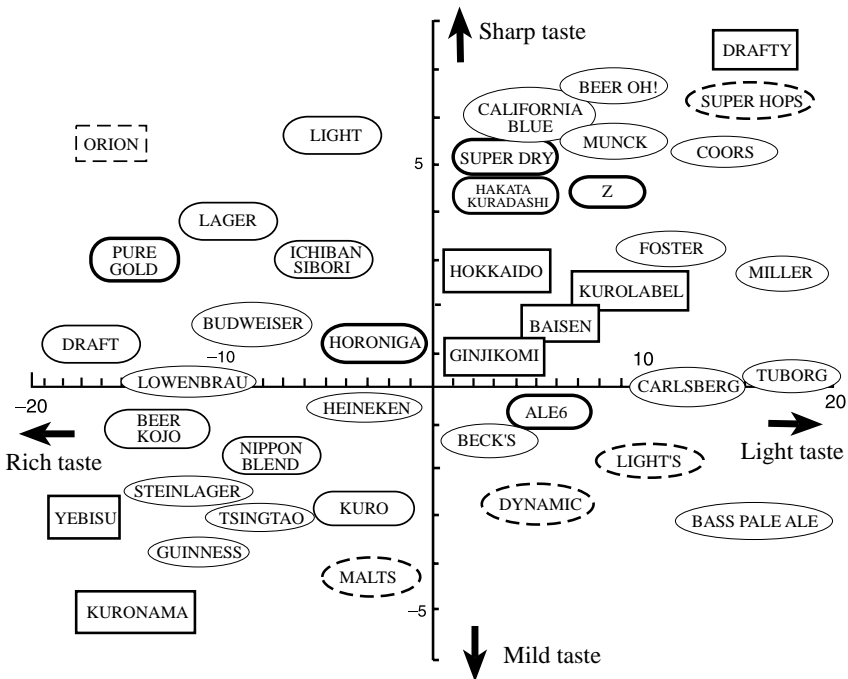 Sharp taste
DRAFTY
BEER OH!
SUPER HOPS
CALIFORNIA
BLUE
ORION
LIGHT
MUNCK
COORS
5
SUPER DRY
HAKATA
KURADASHI
Z
LAGER
PURE
GOLD
ICHIBAN
SIBORI
FOSTER
HOKKAIDO
MILLER
KUROLABEL
BUDWEISER
BAISEN
DRAFT
HORONIGA
–10
GINJIKOMI
10
LOWENBRAU
CARLSBERG
TUBORG
–20
20
HEINEKEN
ALE6
BEER
KOJO
BECK'S
Rich taste
Light taste
NIPPON
BLEND
LIGHT'S
STEINLAGER
YEBISU
TSINGTAO
KURO
DYNAMIC
BASS PALE ALE
GUINNESS
MALTS
KURONAMA
–5
Mild taste